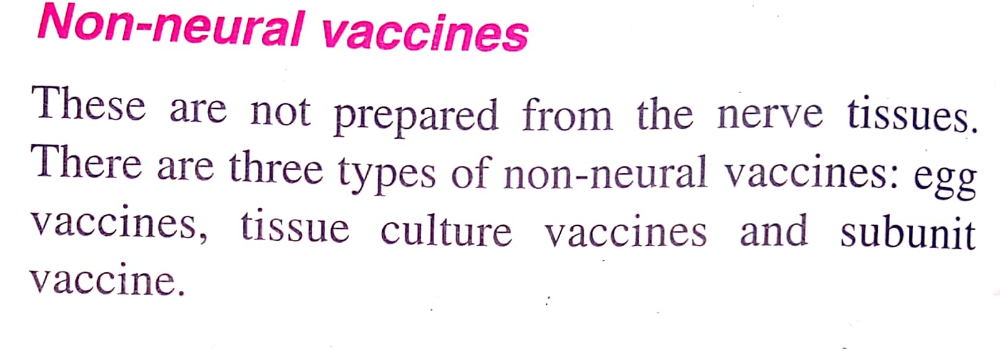 Non-neural vaccines
These are not prepared from the nerve tissues.
There are three types of non-neural vaccines: egg
vaccines, tissue culture vaccines and subunit
vaccine.